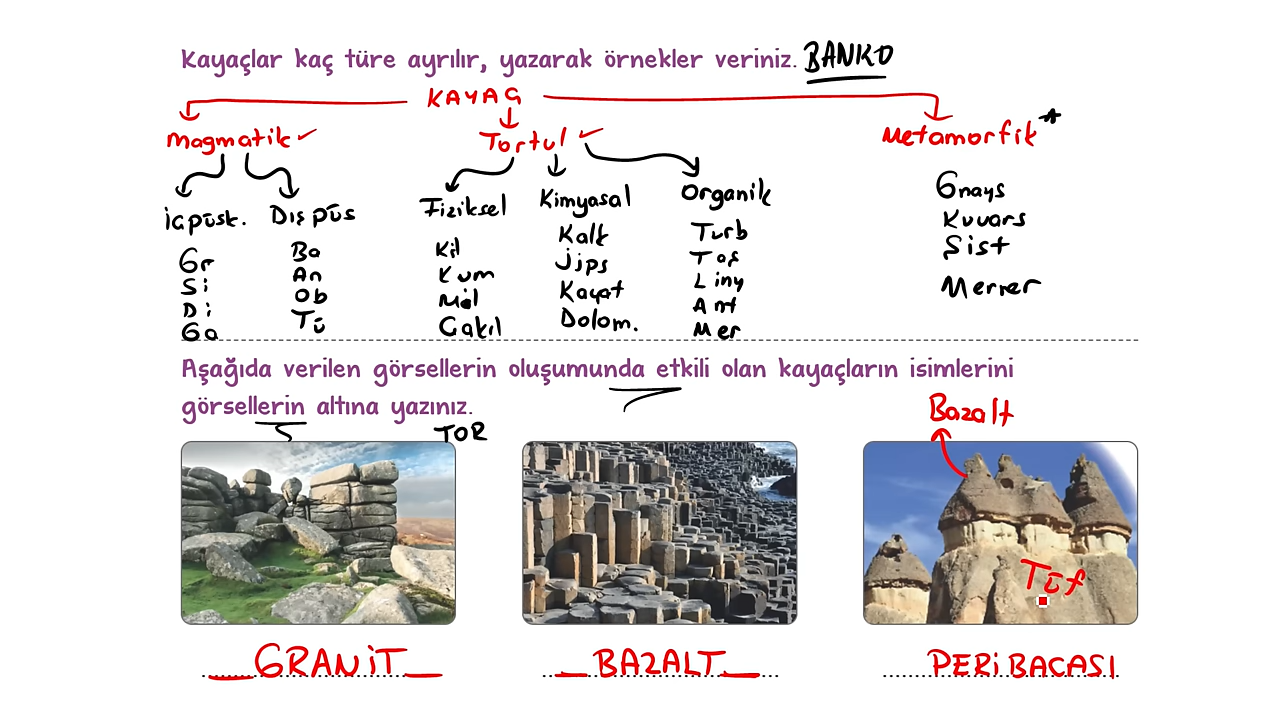 Kayaçlar kaç türe ayrılır, yazarak örnekler veriniz. BANKO
KAYAÇ
Magmatik Tortul Metamorfik
İçpüsk. Dış püs Fiziksel Kimyasal Organik
Gr Ba Kil Kalk Turb Gnays
Si An Kum jips Taş Kuvars
Di Ob Mil Kayat Liny Şist
Ga Tü Çakıl Dolom. Ant Mermer
Mer
Aşağıda verilen görsellerin oluşumunda etkili olan kayaçların isimlerini
görsellerin altına yazınız.
TOR
Bazalt
Tüf
GRANİT BAZALT PERİBACASI